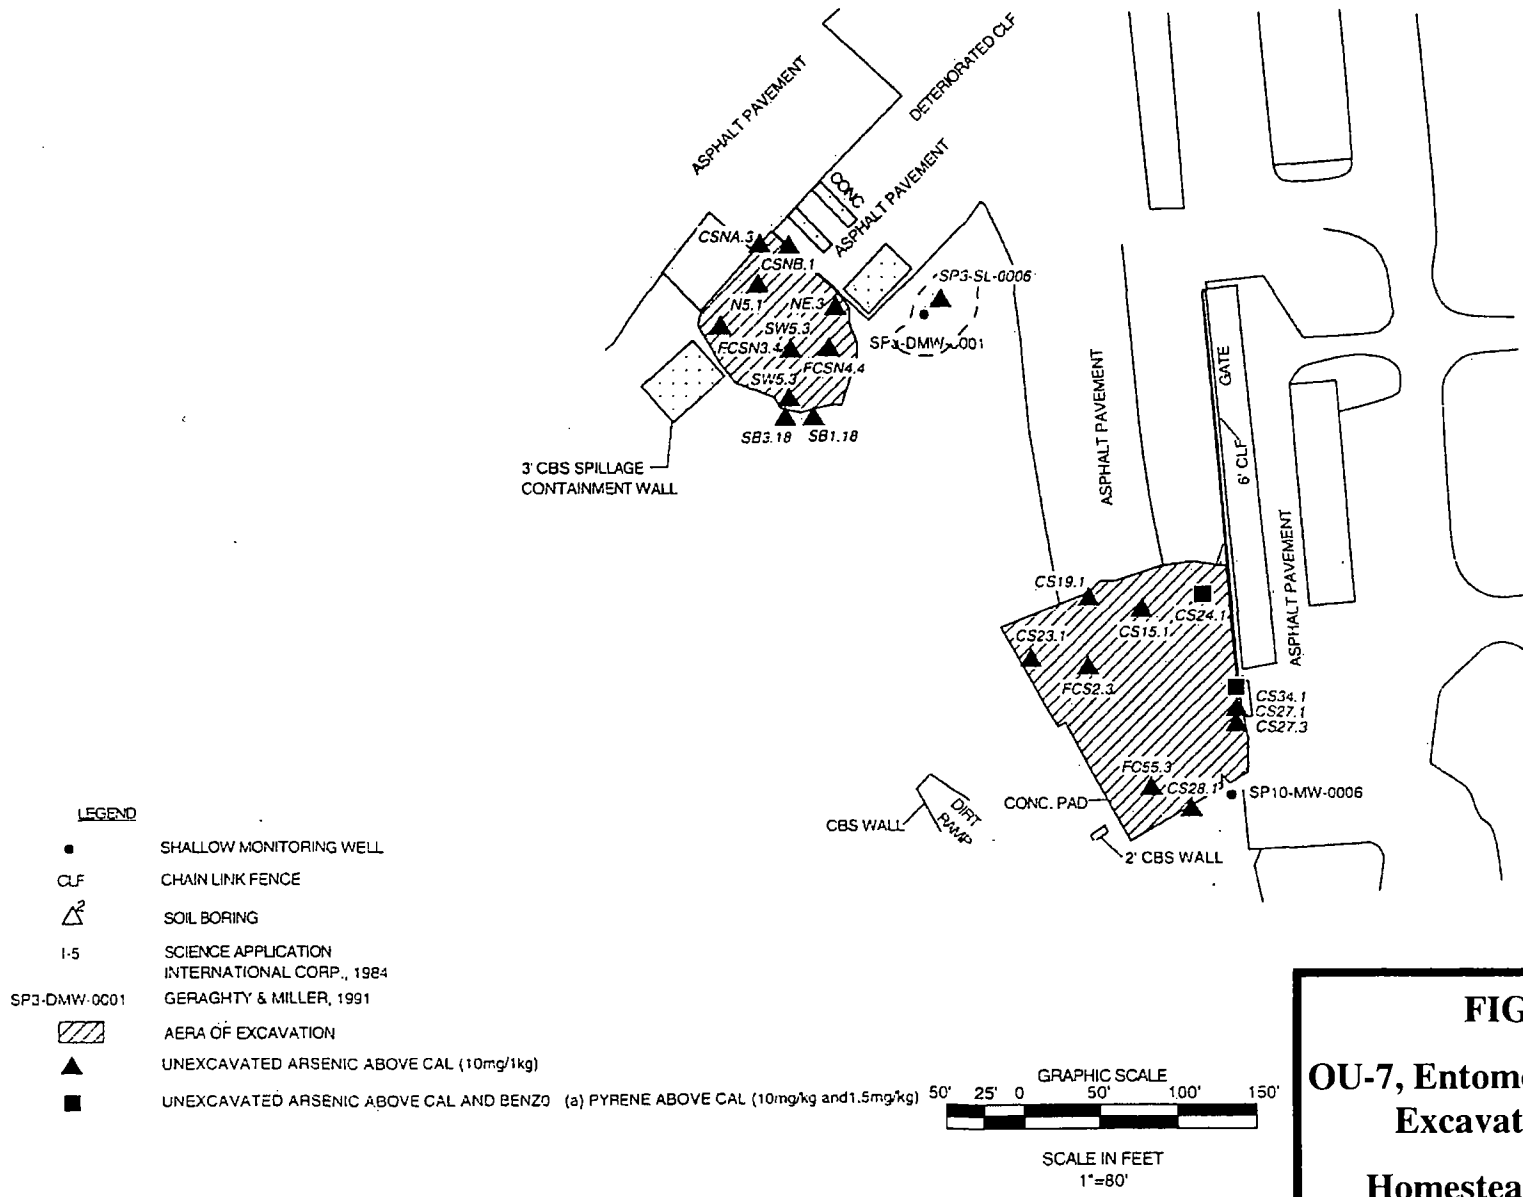 ASPHALT PAVEMENT
DETERIORATED CLF
CONC
ASPHALT PAVEMENT
CSNA.3
CSNB.1
N5.1
NE.3
SW5.3
FCSN3.4
FCSN4.4
SW5.3
SB3.18
SB1.18
SP3-SL-0006
SP3-DMW-0001
3' CBS SPILLAGE
CONTAINMENT WALL
ASPHALT PAVEMENT
GATE
6' CLF
ASPHALT PAVEMENT
CS19.1
CS15.1
CS24.1
CS23.1
FCS2.3
CS34.1
CS27.1
CS27.3
FC55.3
CS28.1
SP10-MW-0006
CONC. PAD
CBS WALL
DIRT
RAMP
2' CBS WALL
LEGEND
SHALLOW MONITORING WELL
CLF CHAIN LINK FENCE
2 SOIL BORING
I-5 SCIENCE APPLICATION
INTERNATIONAL CORP., 1984
SP3-DMW-0001 GERAGHTY & MILLER, 1991
AERA OF EXCAVATION
UNEXCAVATED ARSENIC ABOVE CAL (10mg/1kg)
UNEXCAVATED ARSENIC ABOVE CAL AND BENZO (a) PYRENE ABOVE CAL (10mg/kg and1.5mg/kg)
GRAPHIC SCALE
50' 25' 0 50' 100' 150'
SCALE IN FEET
1"=80'
FIG
OU-7, Entom
Excavat
Homestea